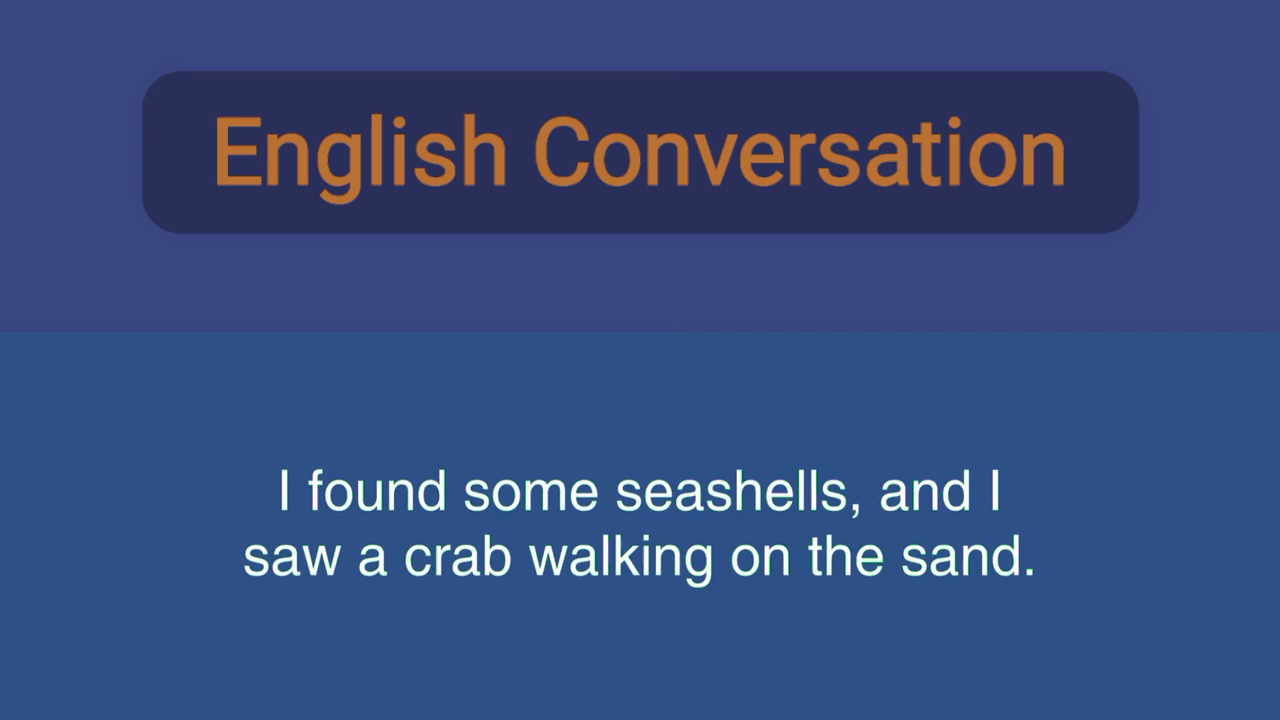 English Conversation
I found some seashells, and I
saw a crab walking on the sand.